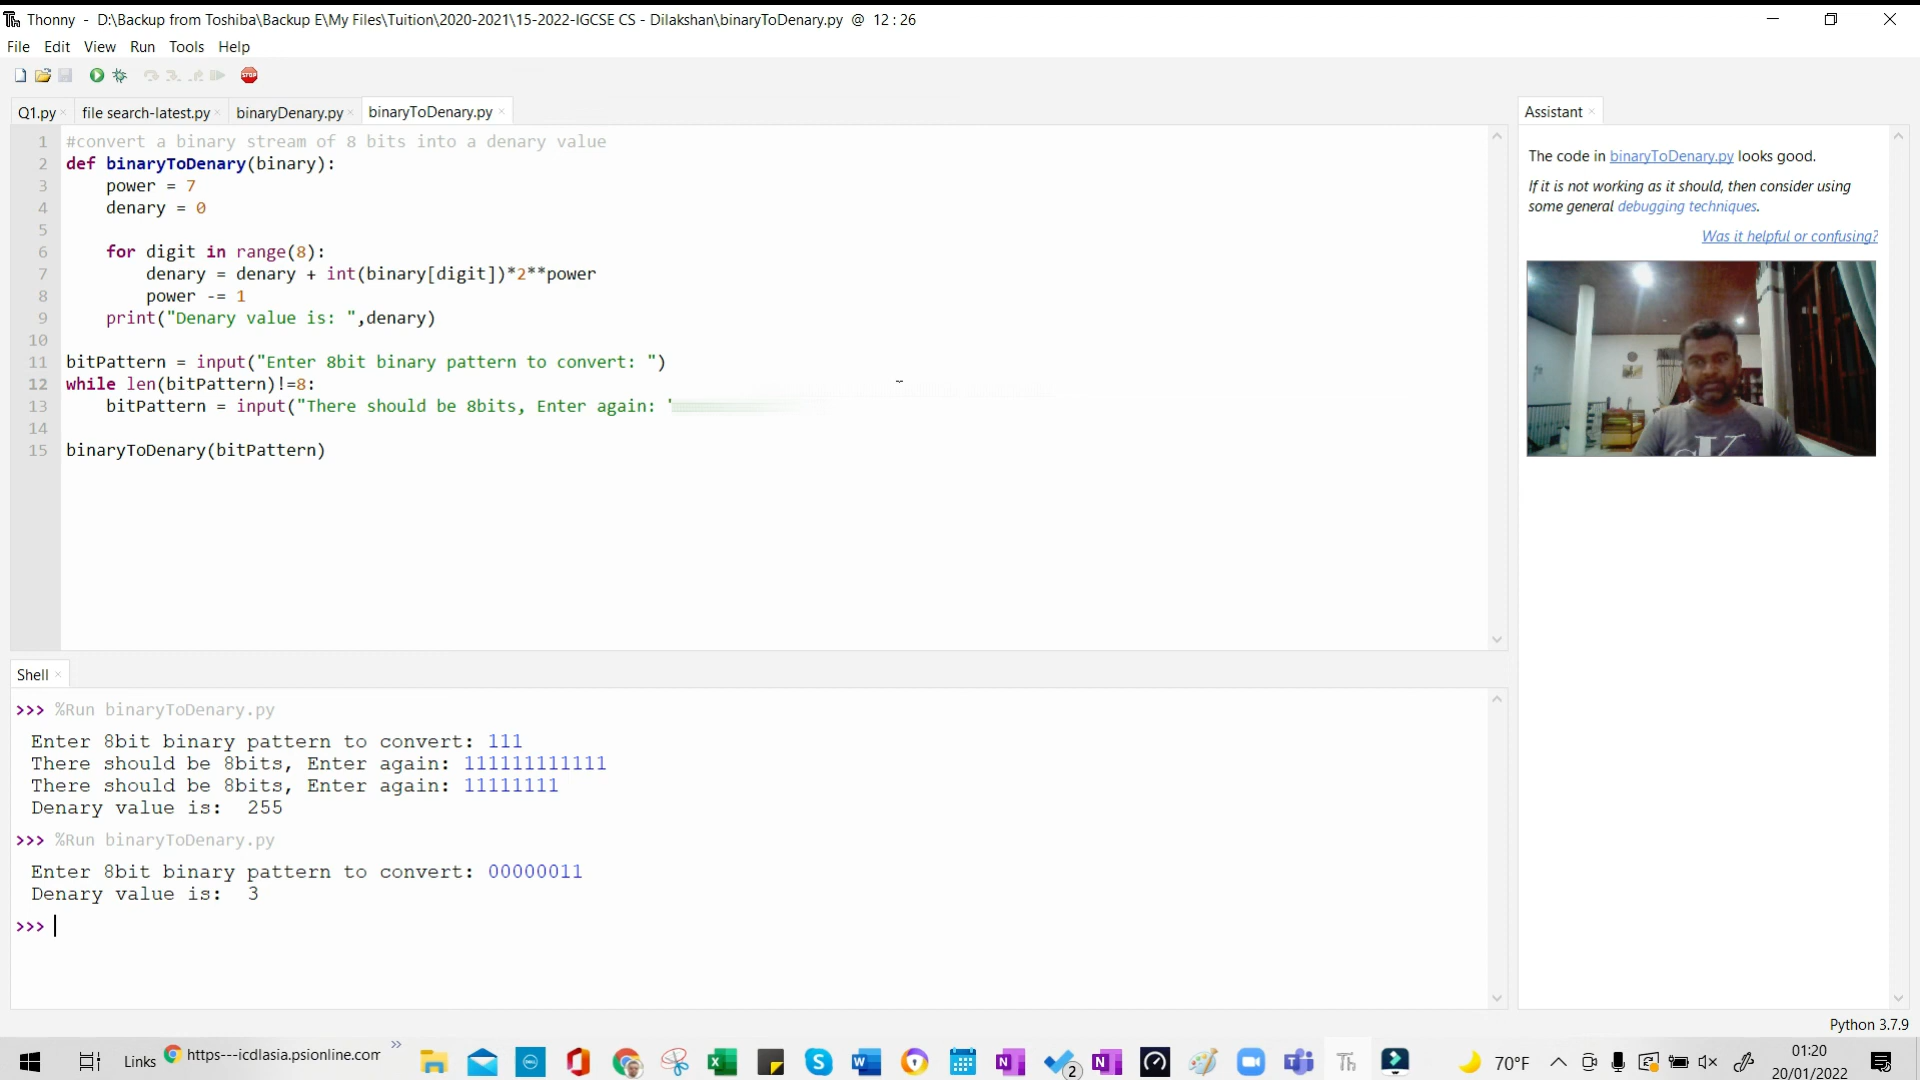 Thonny - D:\Backup from Toshiba\Backup E\My Files\Tuition\2020-2021\15-2022-IGCSE CS - Dilakshan\binaryToDenary.py @ 12 : 26
File Edit View Run Tools Help
STOP
Q1.py file search-latest.py binaryDenary.py binaryToDenary.py
1 #convert a binary stream of 8 bits into a denary value
2 def binaryToDenary(binary):
3 power = 7
4 denary = 0
5
6 for digit in range(8):
7 denary = denary + int(binary[digit])*2**power
8 power -= 1
9 print("Denary value is: ",denary)
10
11 bitPattern = input("Enter 8bit binary pattern to convert: ")
12 while len(bitPattern)!=8:
13 bitPattern = input("There should be 8bits, Enter again: "
14
15 binaryToDenary(bitPattern)
Assistant
The code in binaryToDenary.py looks good.
If it is not working as it should, then consider using
some general debugging techniques.
Was it helpful or confusing?
Shell
>>> %Run binaryToDenary.py
Enter 8bit binary pattern to convert: 111
There should be 8bits, Enter again: 111111111111
There should be 8bits, Enter again: 11111111
Denary value is: 255
>>> %Run binaryToDenary.py
Enter 8bit binary pattern to convert: 00000011
Denary value is: 3
>>>
Python 3.7.9
Links https---icdlasia.psionline.com
2
70°F
01:20
20/01/2022